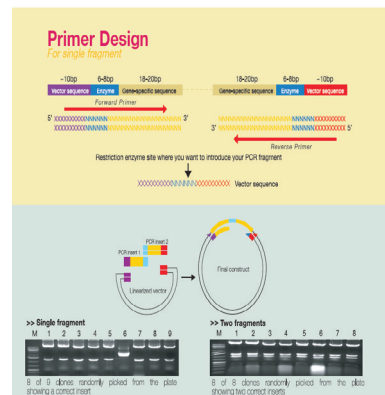 Primer Design
For single fragment
~10bp 6-8bp 18-20bp 18-20bp 6-8bp ~10bp
Vector sequence Enzyme Gene-specific sequence Gene-specific sequence Enzyme Vector sequence
Forward Primer
5' XXXXXXXXXXNNNNNN 3' NNNNNNXXXXXXXXXX
XXXXXXXXXXNNNNNN NNNNNNXXXXXXXXXX 5'
Reverse Primer
Restriction enzyme site where you want to introduce your PCR fragment
XXXXXXXXXXNNNNNNXXXXXXXXXX Vector sequence
PCR insert 2
PCR insert 1
Linearized vector
Final construct
>> Single fragment >> Two fragments
M 1 2 3 4 5 6 7 8 9 M 1 2 3 4 5 6 7 8
8 of 9 clones randomly picked from the plate showing a correct insert
8 of 8 clones randomly picked from the plate showing two correct inserts